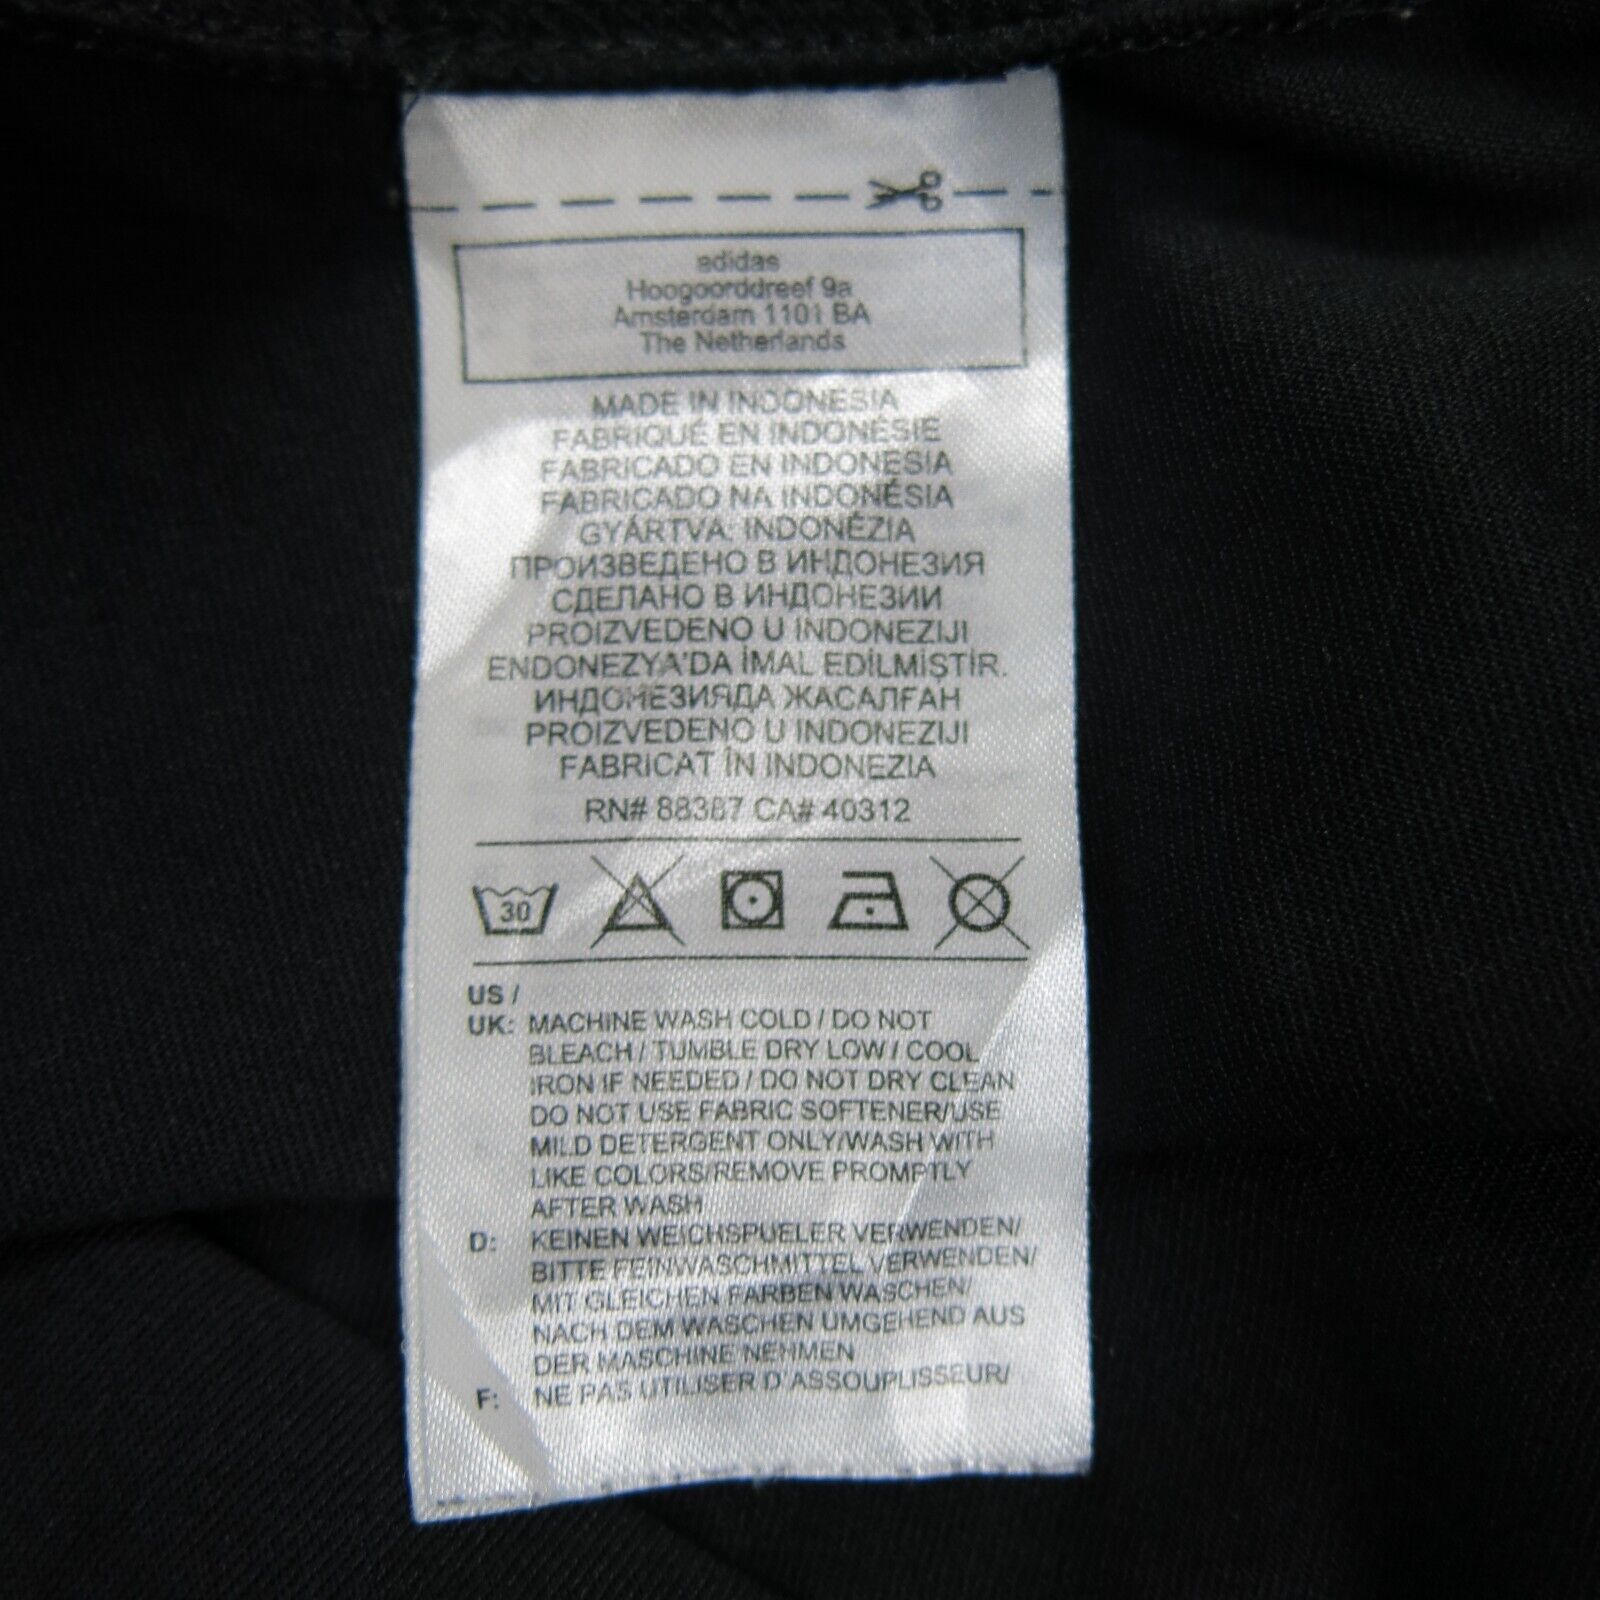 adidas
Hoogoorddreef 9a
Amsterdam 1101 BA
The Netherlands
MADE IN INDONESIA
FABRIQUÉ EN INDONÉSIE
FABRICADO EN INDONESIA
FABRICADO NA INDONÉSIA
GYÁRTVA: INDONÉZIA
ПРОИЗВЕДЕНО В ИНДОНЕЗИЯ
СДЕЛАНО В ИНДОНЕЗИИ
PROIZVEDENO U INDONEZIJI
ENDONEZYA'DA İMAL EDİLMİŞTİR.
ИНДОНЕЗИЯДА ЖАСАЛҒАН
PROIZVEDENO U INDONEZIJI
FABRICAT ÎN INDONEZIA
RN# 88387 CA# 40312
30
US /
UK: MACHINE WASH COLD / DO NOT
BLEACH / TUMBLE DRY LOW / COOL
IRON IF NEEDED / DO NOT DRY CLEAN
DO NOT USE FABRIC SOFTENER/USE
MILD DETERGENT ONLY/WASH WITH
LIKE COLORS/REMOVE PROMPTLY
AFTER WASH
D: KEINEN WEICHSPUELER VERWENDEN/
BITTE FEINWASCHMITTEL VERWENDEN/
MIT GLEICHEN FARBEN WASCHEN/
NACH DEM WASCHEN UMGEHEND AUS
DER MASCHINE NEHMEN
F: NE PAS UTILISER D'ASSOUPLISSEUR/